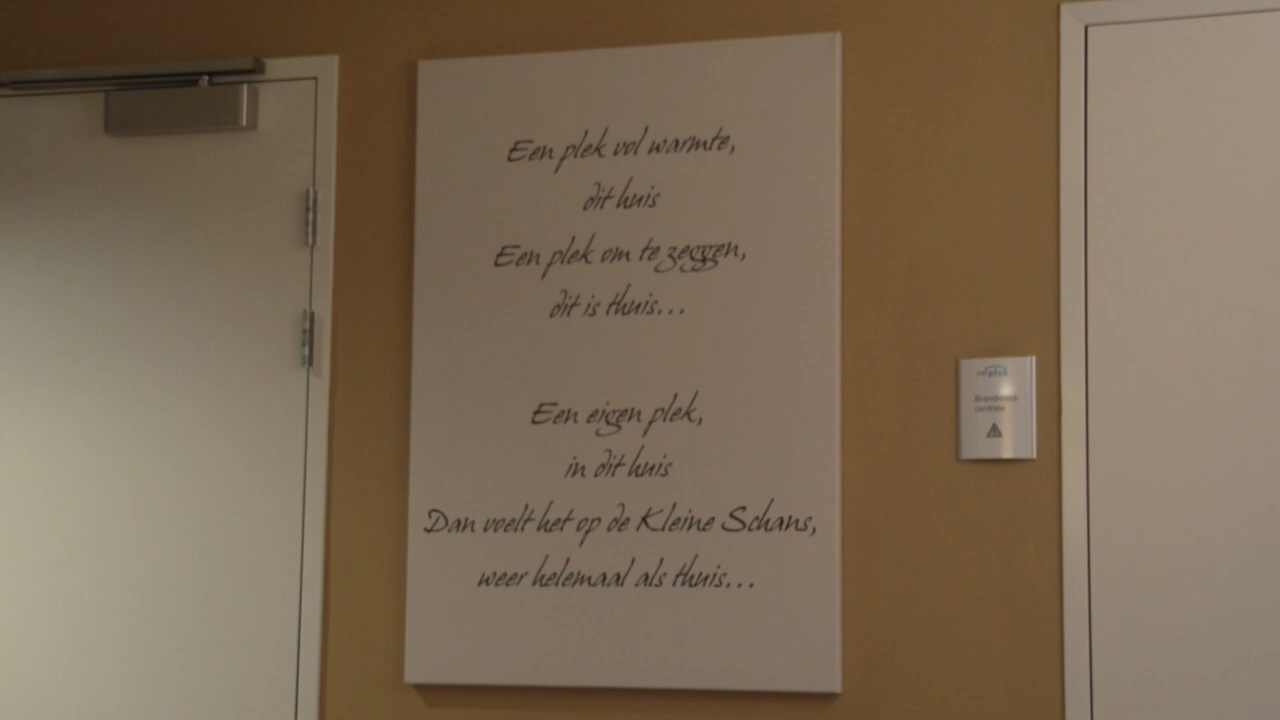 Een plek vol warmte,
dit huis
Een plek om te zeggen,
dit is thuis...
Een eigen plek,
in dit huis
Dan voelt het op de Kleine Schans,
weer helemaal als thuis...